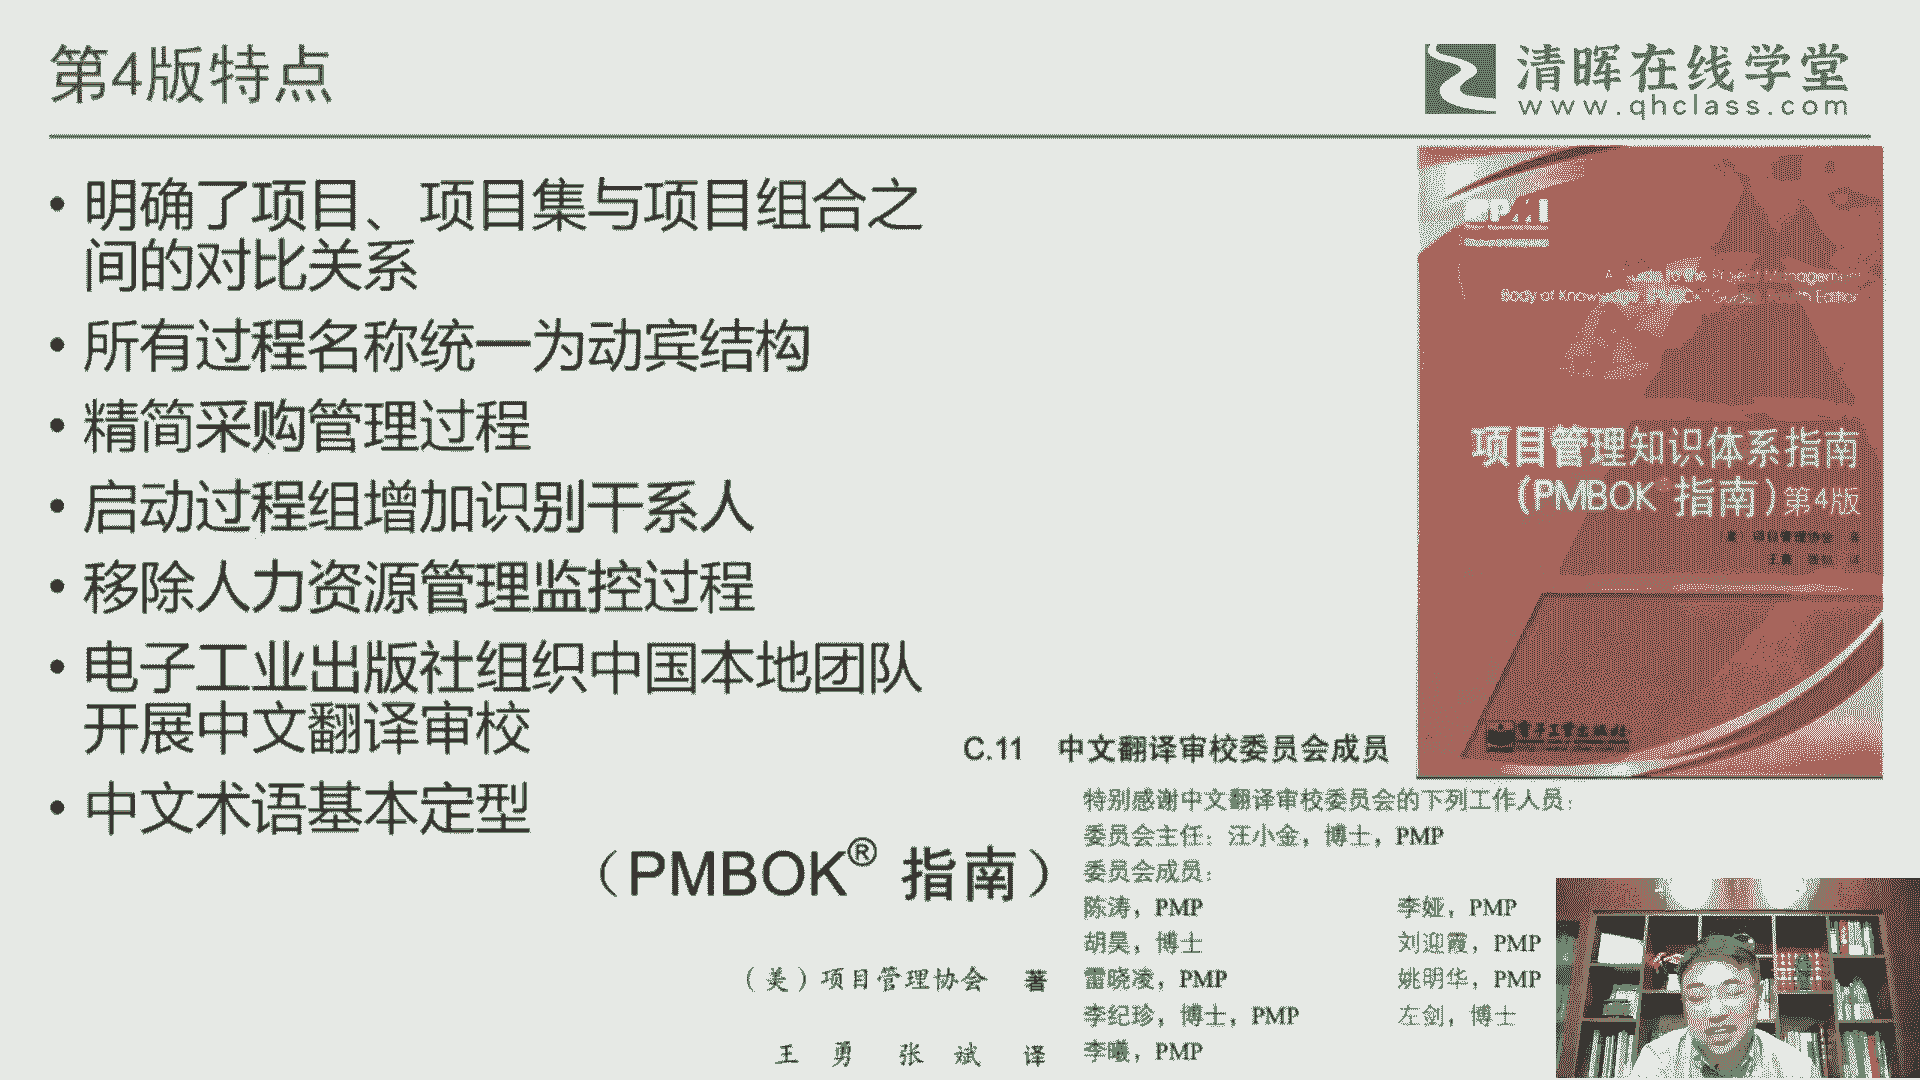 第4版特点
清晖在线学堂
www.qhclass.com
• 明确了项目、项目集与项目组合之
间的对比关系
• 所有过程名称统一为动宾结构
• 精简采购管理过程
• 启动过程组增加识别干系人
• 移除人力资源管理监控过程
• 电子工业出版社组织中国本地团队
开展中文翻译审校
• 中文术语基本定型
PMI
Body of Knowledge
项目管理知识体系指南
（PMBOK®指南）第4版
电子工业出版社
（PMBOK® 指南）
（美）项目管理协会 著
王 勇 张 斌 译
C.11 中文翻译审校委员会成员
特别感谢中文翻译审校委员会的下列工作人员：
委员会主任：汪小金，博士，PMP
委员会成员：
陈涛，PMP 李娅，PMP
胡昊，博士 刘迎霞，PMP
雷晓凌，PMP 姚明华，PMP
李纪珍，博士，PMP 左剑，博士
李曦，PMP